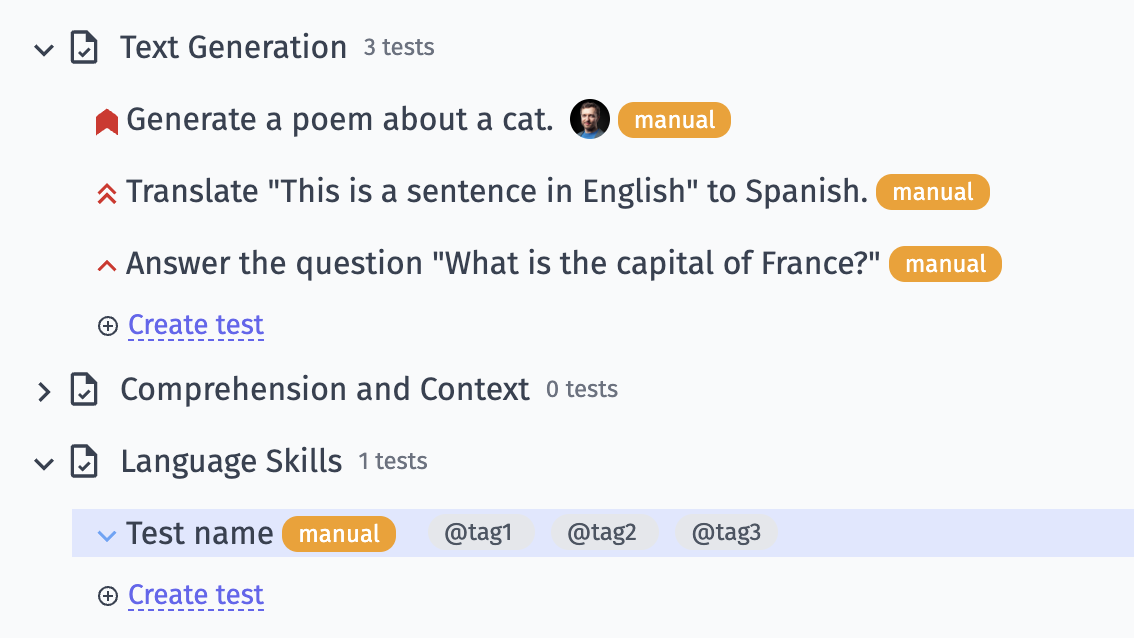 Text Generation 3 tests
Generate a poem about a cat. manual
Translate "This is a sentence in English" to Spanish. manual
Answer the question "What is the capital of France?" manual
Create test
Comprehension and Context 0 tests
Language Skills 1 tests
Test name manual @tag1 @tag2 @tag3
Create test